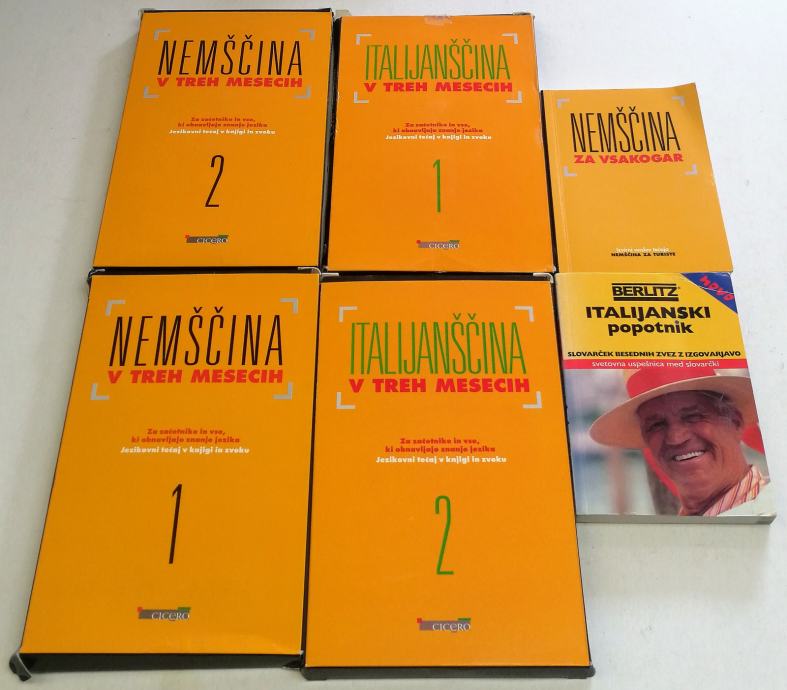 NEMŠČINA
V TREH MESECIH
Za začetnike in vse,
ki obnavljajo znanje jezika
Jezikovni tečaj v knjigi in zvoku
2
CICERO
ITALIJANŠČINA
V TREH MESECIH
Za začetnike in vse,
ki obnavljajo znanje jezika
Jezikovni tečaj v knjigi in zvoku
1
CICERO
NEMŠČINA
ZA VSAKOGAR
Izvirni naslov tečaja
NEMŠČINA ZA TURISTE
NEMŠČINA
V TREH MESECIH
Za začetnike in vse,
ki obnavljajo znanje jezika
Jezikovni tečaj v knjigi in zvoku
1
CICERO
ITALIJANŠČINA
V TREH MESECIH
Za začetnike in vse,
ki obnavljajo znanje jezika
Jezikovni tečaj v knjigi in zvoku
2
CICERO
NOVO
BERLITZ®
ITALIJANSKI
popotnik
SLOVARČEK BESEDNIH ZVEZ Z IZGOVARJAVO
svetovna uspešnica med slovarčki